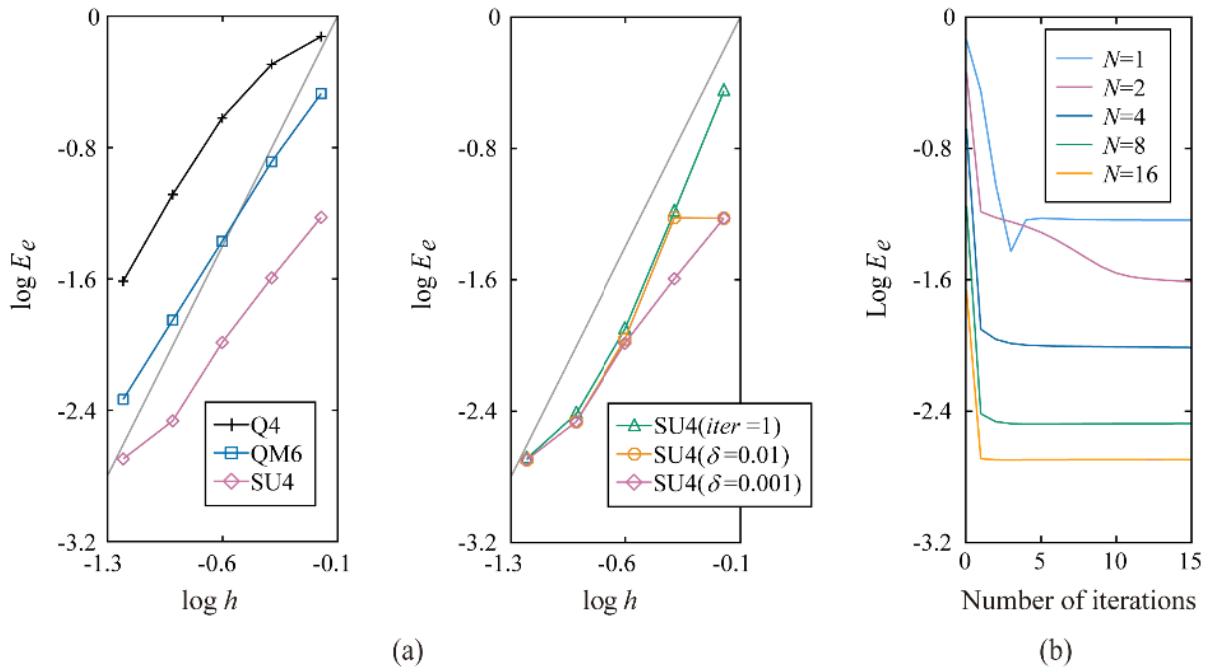 0
-0.8
-1.6
-2.4
-3.2
log E e
Q4
QM6
SU4
-1.3
-0.6
-0.1
log h
0
-0.8
-1.6
-2.4
-3.2
log E e
SU4(iter =1)
SU4(δ =0.01)
SU4(δ =0.001)
-1.3
-0.6
-0.1
log h
(a)
0
-0.8
-1.6
-2.4
-3.2
Log E e
N=1
N=2
N=4
N=8
N=16
0
5
10
15
Number of iterations
(b)